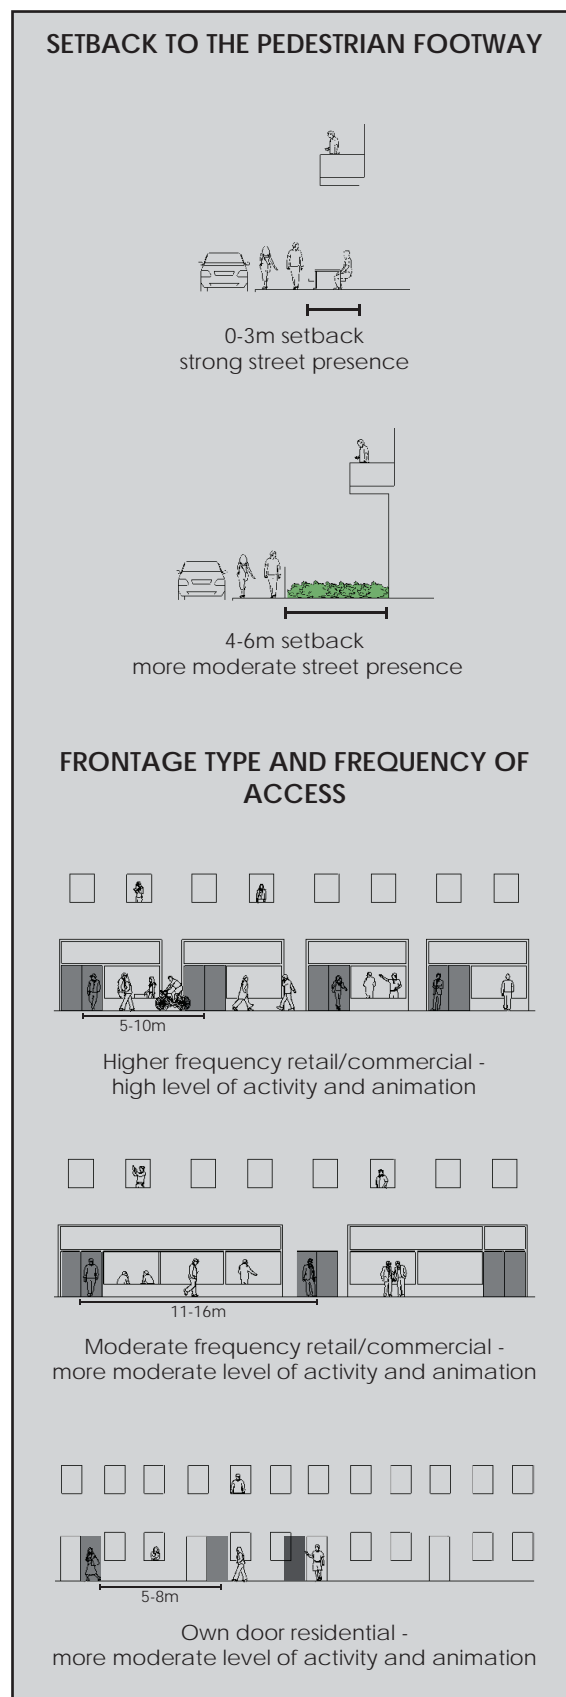 SETBACK TO THE PEDESTRIAN FOOTWAY
0-3m setback
strong street presence
4-6m setback
more moderate street presence
FRONTAGE TYPE AND FREQUENCY OF
ACCESS
5-10m
Higher frequency retail/commercial -
high level of activity and animation
11-16m
Moderate frequency retail/commercial -
more moderate level of activity and animation
5-8m
Own door residential -
more moderate level of activity and animation